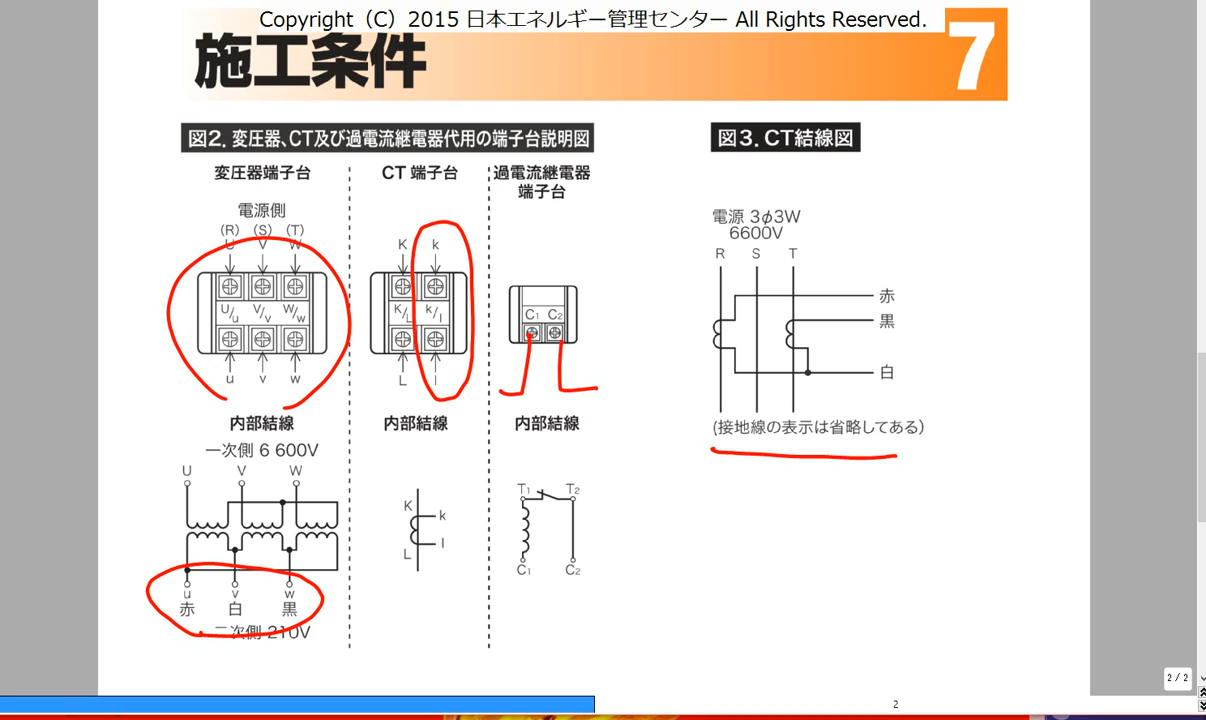 Copyright（C）2015 日本エネルギー管理センター All Rights Reserved.
施工条件
7
図2. 変圧器、CT及び過電流継電器代用の端子台説明図
変圧器端子台
電源側
(R) (S) (T)
U V W
U/u V/v W/w
u v w
内部結線
一次側 6 600V
U V W
u v w
赤 白 黒
二次側 210V
CT 端子台
K k
K/L k/l
L l
内部結線
K k
L l
過電流継電器
端子台
C1 C2
内部結線
T1 T2
C1 C2
図3. CT結線図
電源 3φ3W
6600V
R S T
赤
黒
白
(接地線の表示は省略してある)
2 / 2
2